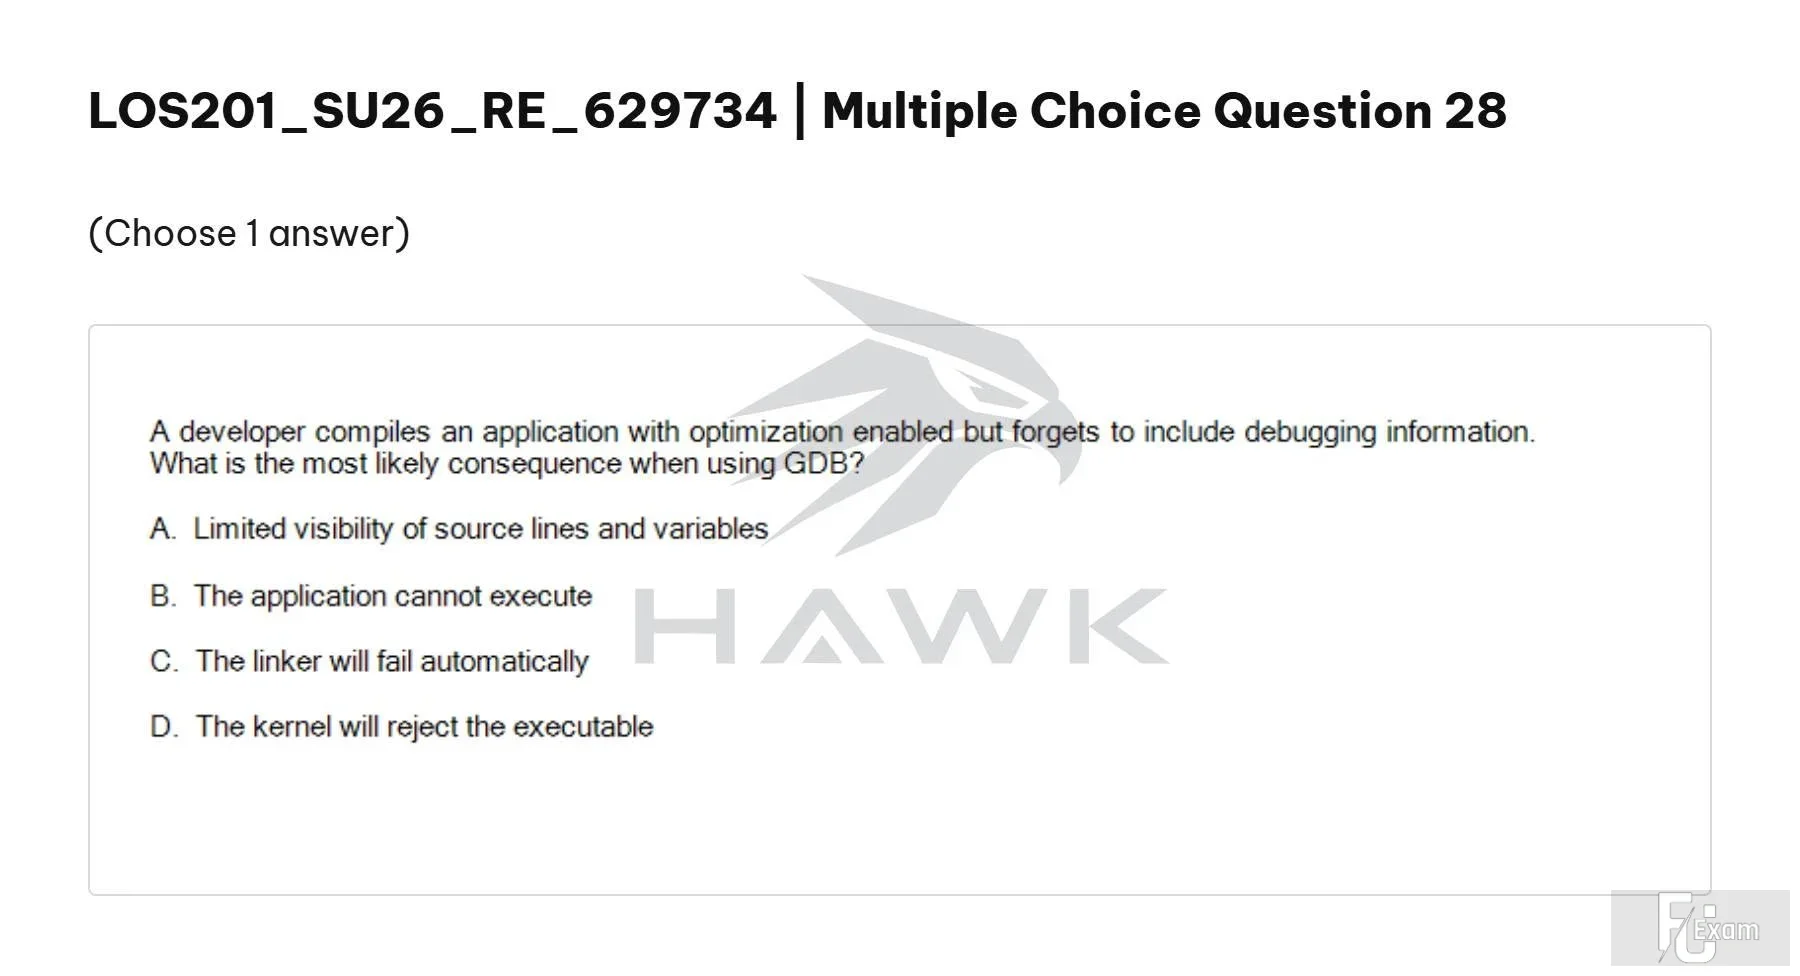 LOS201_SU26_RE_629734 | Multiple Choice Question 28
(Choose 1 answer)
A developer compiles an application with optimization enabled but forgets to include debugging information.
What is the most likely consequence when using GDB?
A. Limited visibility of source lines and variables
B. The application cannot execute
C. The linker will fail automatically
D. The kernel will reject the executable
HAWK
FU Exam